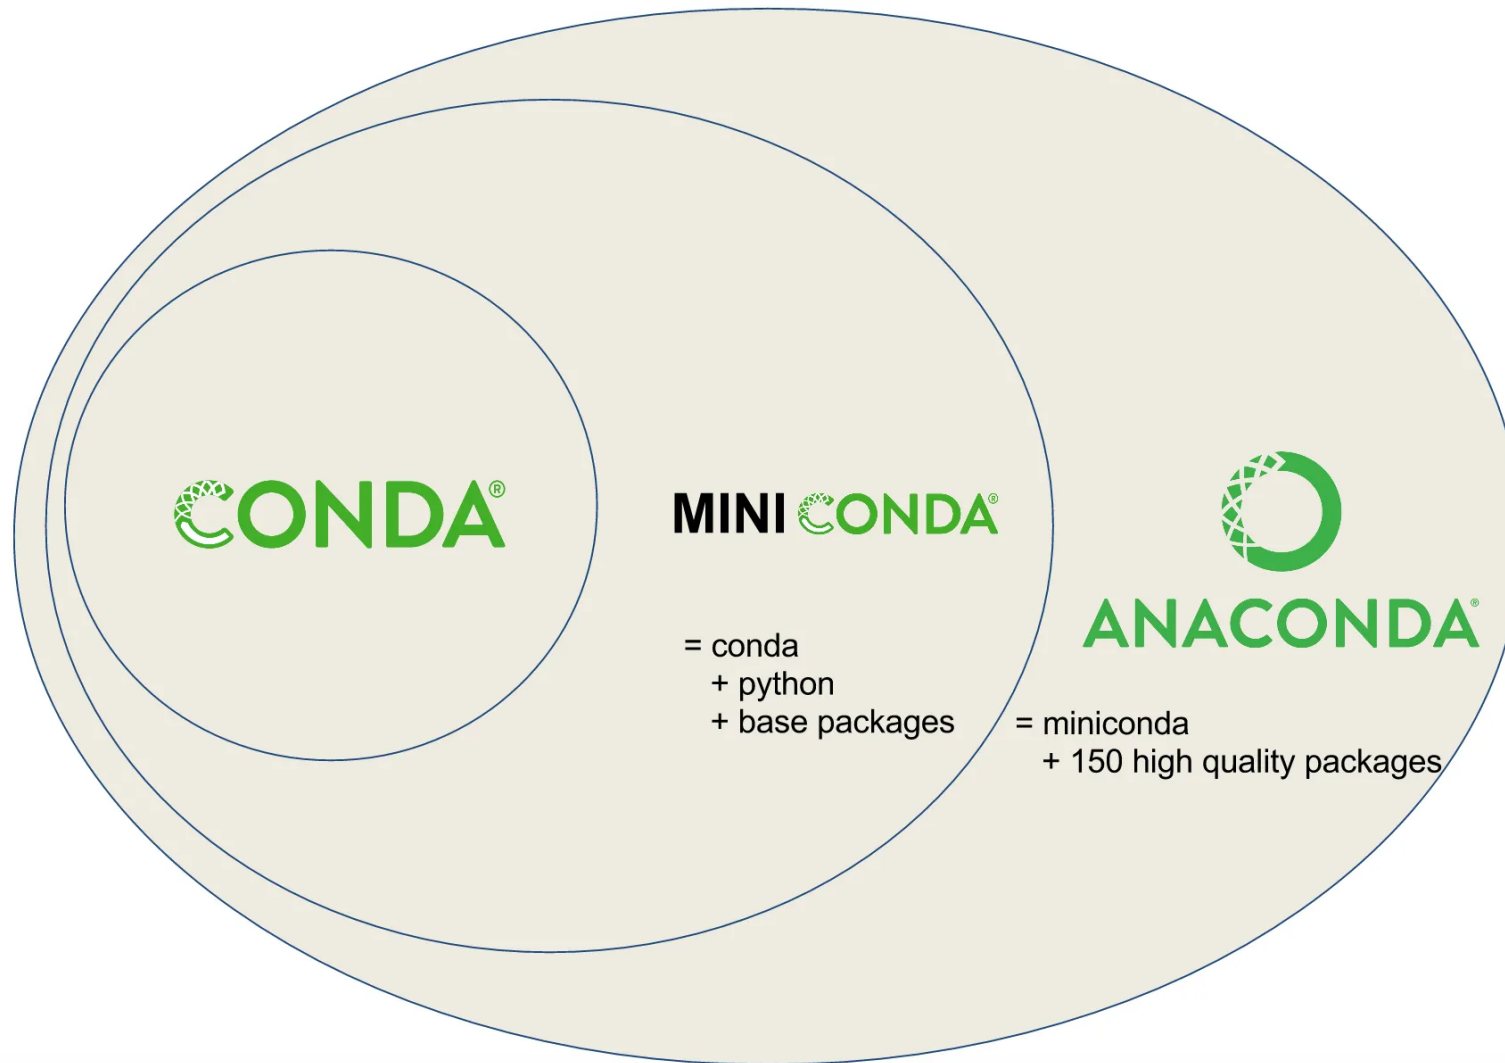 CONDA®
MINI CONDA®
= conda
+ python
+ base packages
ANACONDA®
= miniconda
+ 150 high quality packages